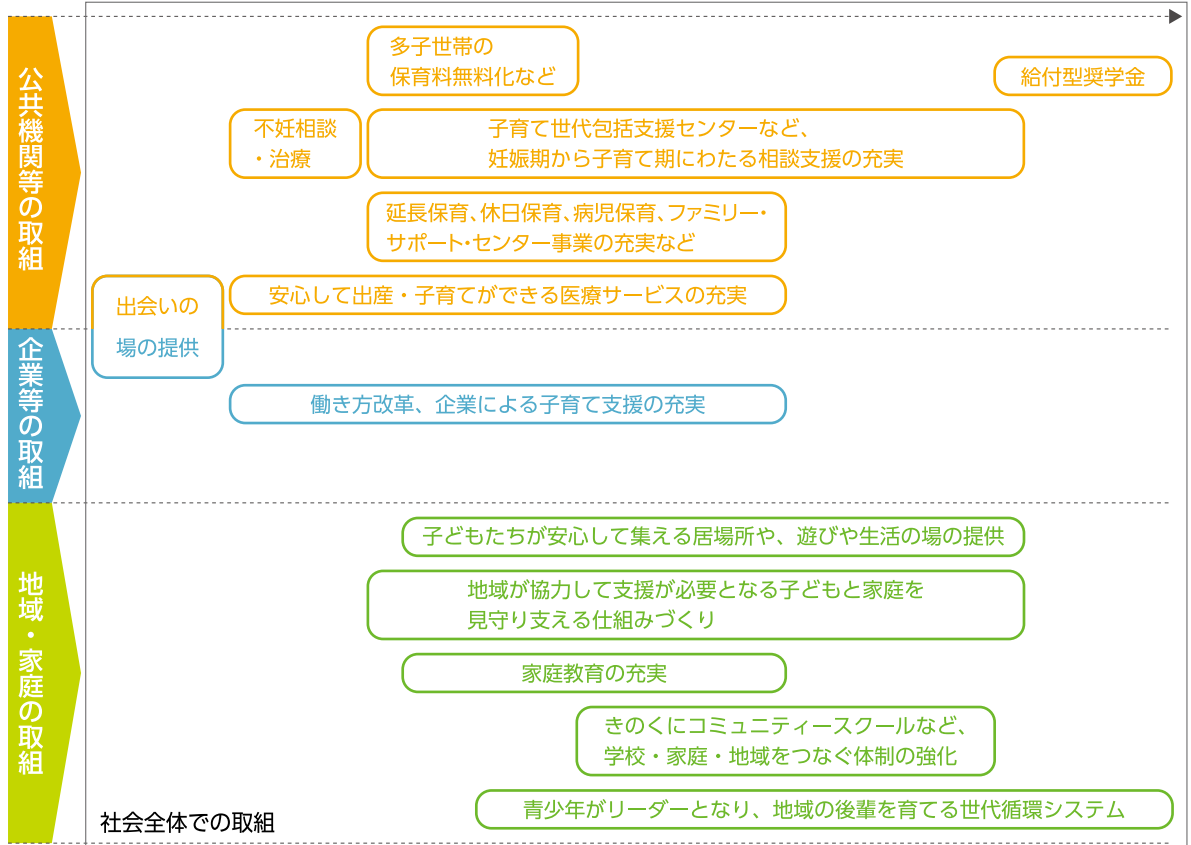 公共機関等の取組
多子世帯の
保育料無料化など
給付型奨学金
不妊相談
・治療
子育て世代包括支援センターなど、
妊娠期から子育て期にわたる相談支援の充実
延長保育、休日保育、病児保育、ファミリー・
サポート・センター事業の充実など
出会いの
場の提供
安心して出産・子育てができる医療サービスの充実
企業等の取組
働き方改革、企業による子育て支援の充実
地域・家庭の取組
子どもたちが安心して集える居場所や、遊びや生活の場の提供
地域が協力して支援が必要となる子どもと家庭を
見守り支える仕組みづくり
家庭教育の充実
きのくにコミュニティースクールなど、
学校・家庭・地域をつなぐ体制の強化
青少年がリーダーとなり、地域の後輩を育てる世代循環システム
社会全体での取組